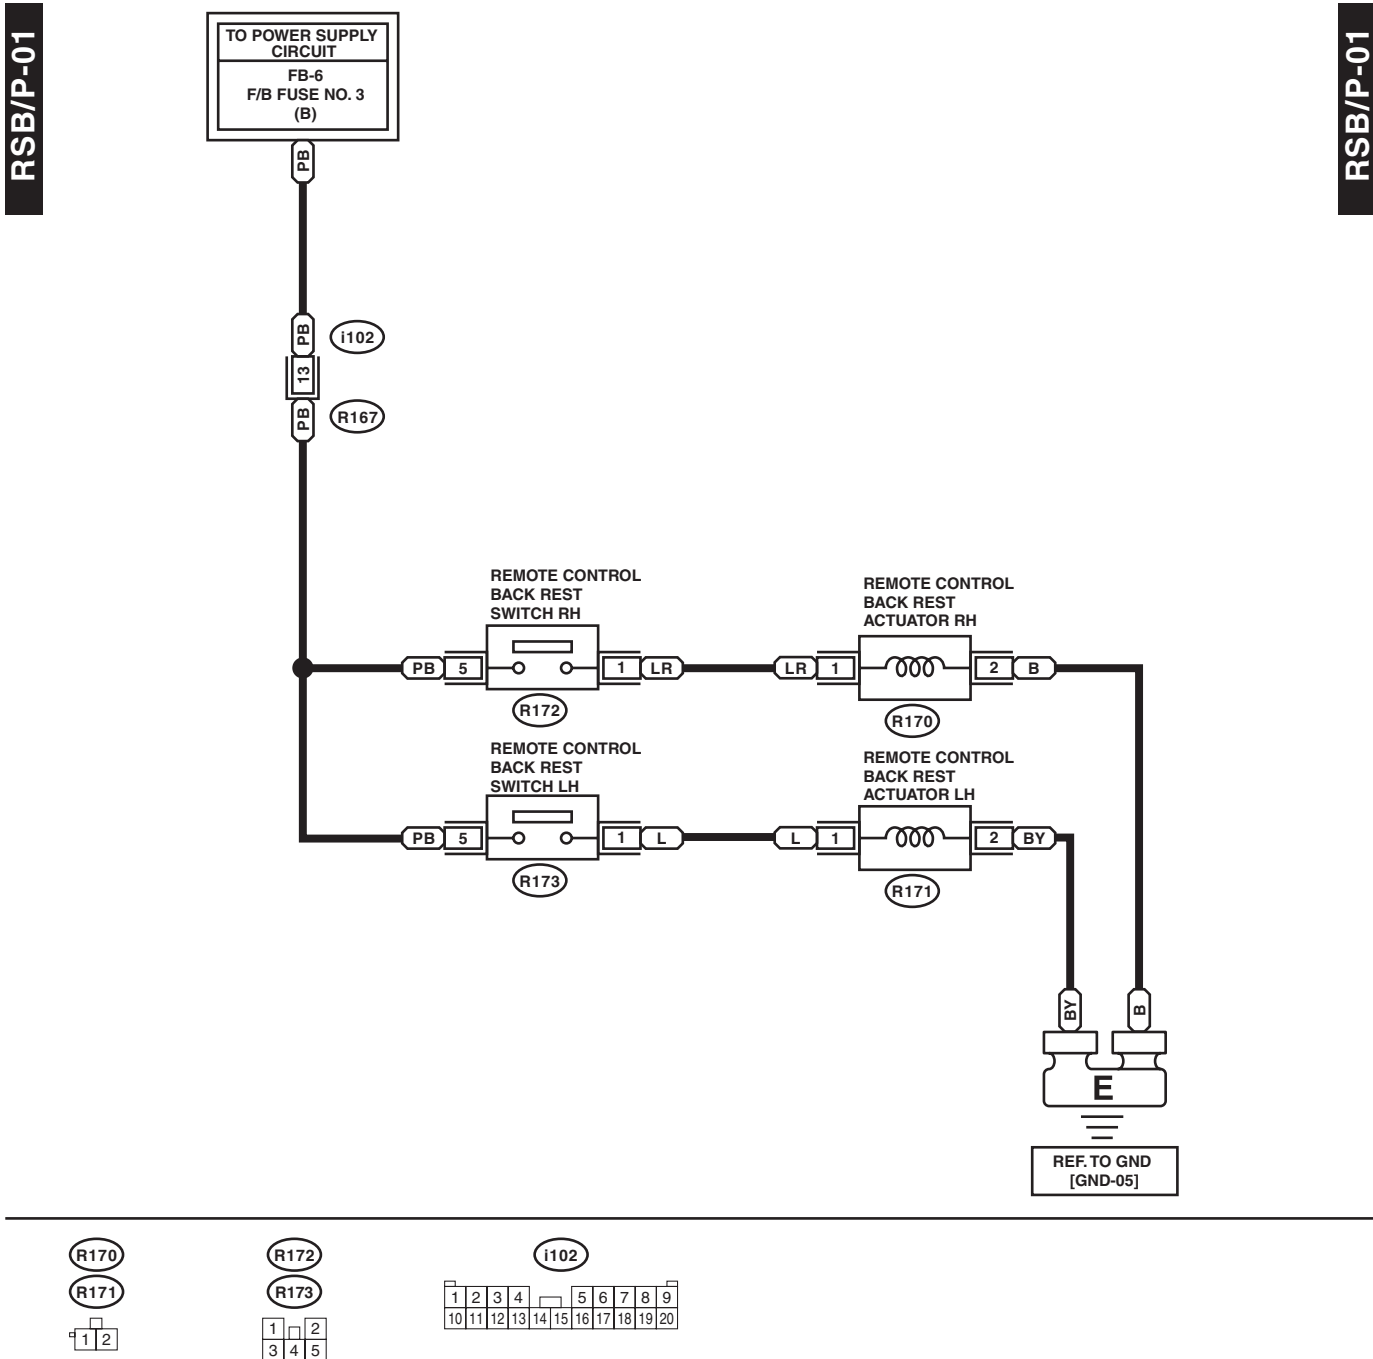 RSB/P-01
RSB/P-01
TO POWER SUPPLY
CIRCUIT
FB-6
F/B FUSE NO. 3
(B)
PB
PB
i102
13
PB
R167
REMOTE CONTROL
BACK REST
SWITCH RH
REMOTE CONTROL
BACK REST
ACTUATOR RH
PB 5 1 LR LR 1 2 B
R172
R170
REMOTE CONTROL
BACK REST
SWITCH LH
REMOTE CONTROL
BACK REST
ACTUATOR LH
PB 5 1 L L 1 2 BY
R173
R171
BY B
E
REF. TO GND
[GND-05]
R170
R171
1 2
R172
R173
1 2
3 4 5
i102
1 2 3 4 5 6 7 8 9
10 11 12 13 14 15 16 17 18 19 20